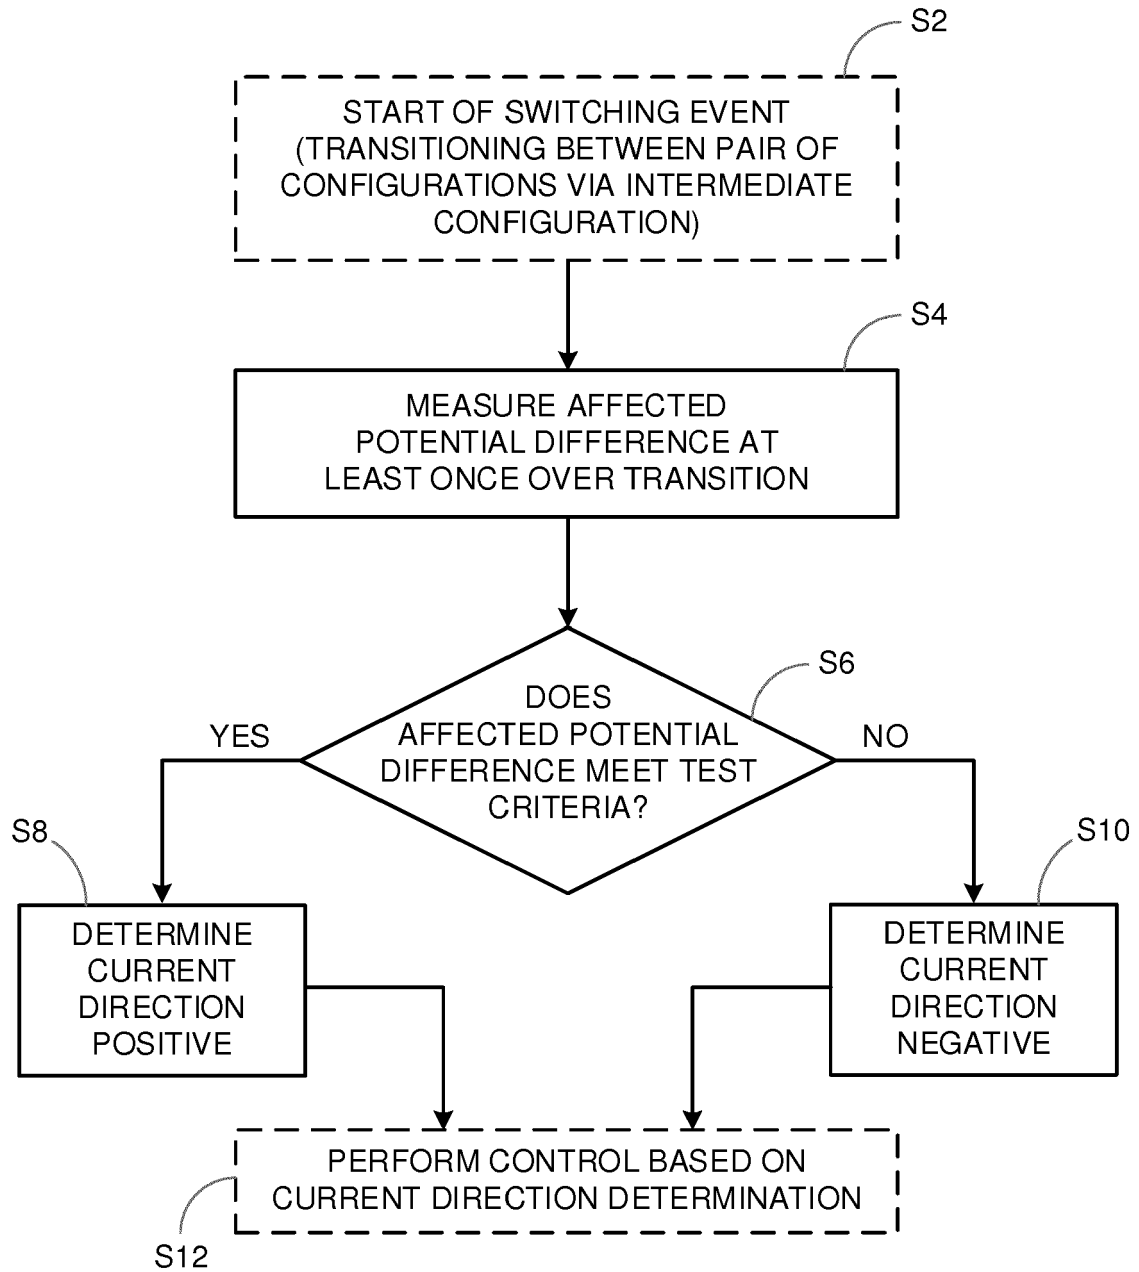 S2
START OF SWITCHING EVENT
(TRANSITIONING BETWEEN PAIR OF
CONFIGURATIONS VIA INTERMEDIATE
CONFIGURATION)
S4
MEASURE AFFECTED
POTENTIAL DIFFERENCE AT
LEAST ONCE OVER TRANSITION
S6
DOES
AFFECTED POTENTIAL
DIFFERENCE MEET TEST
CRITERIA?
YES
NO
S8
DETERMINE
CURRENT
DIRECTION
POSITIVE
S10
DETERMINE
CURRENT
DIRECTION
NEGATIVE
PERFORM CONTROL BASED ON
CURRENT DIRECTION DETERMINATION
S12